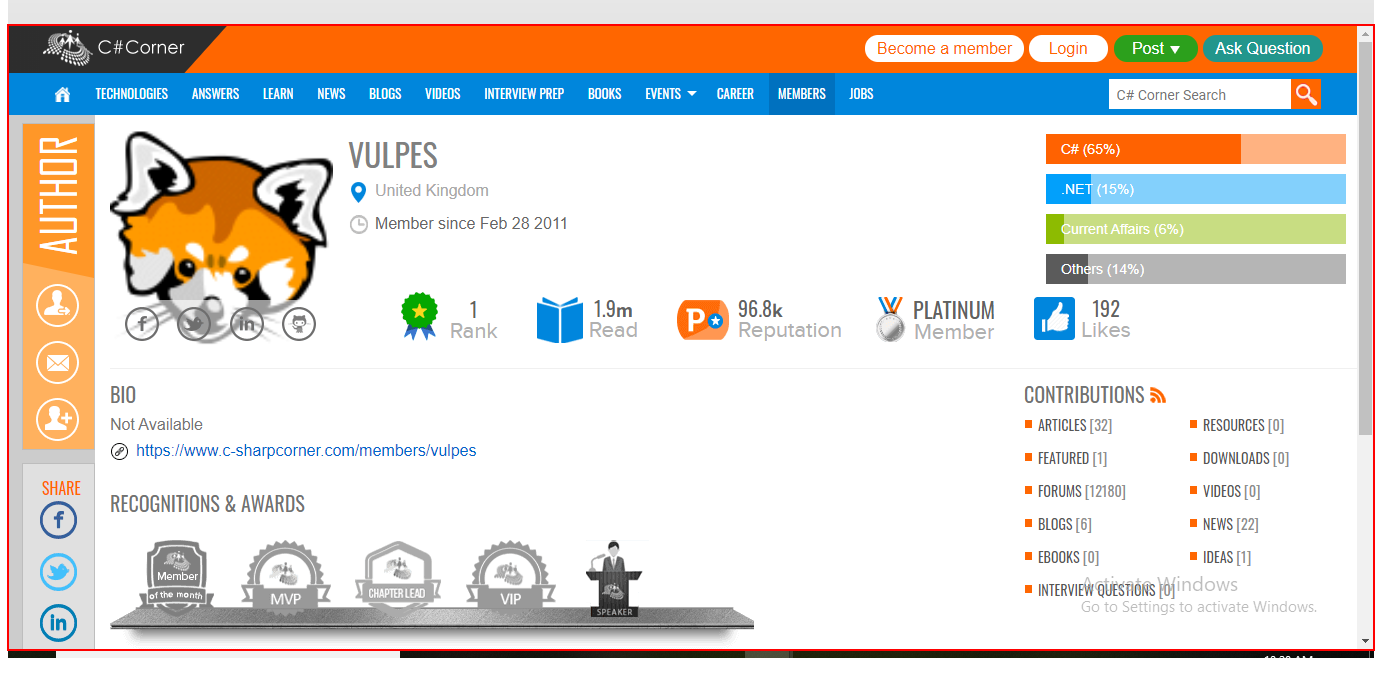 C#Corner
Become a member
Login
Post
Ask Question
TECHNOLOGIES ANSWERS LEARN NEWS BLOGS VIDEOS INTERVIEW PREP BOOKS EVENTS CAREER MEMBERS JOBS
C# Corner Search
AUTHOR
VULPES
United Kingdom
Member since Feb 28 2011
C# (65%)
.NET (15%)
Current Affairs (6%)
Others (14%)
1
Rank
1.9m
Read
P
96.8k
Reputation
PLATINUM
Member
192
Likes
BIO
Not Available
https://www.c-sharpcorner.com/members/vulpes
RECOGNITIONS & AWARDS
Member
of the month
MVP
CHAPTER LEAD
VIP
SPEAKER
CONTRIBUTIONS
ARTICLES [32]
RESOURCES [0]
FEATURED [1]
DOWNLOADS [0]
FORUMS [12180]
VIDEOS [0]
BLOGS [6]
NEWS [22]
EBOOKS [0]
IDEAS [1]
INTERVIEW QUESTIONS [0]
SHARE
Activate Windows
Go to Settings to activate Windows.